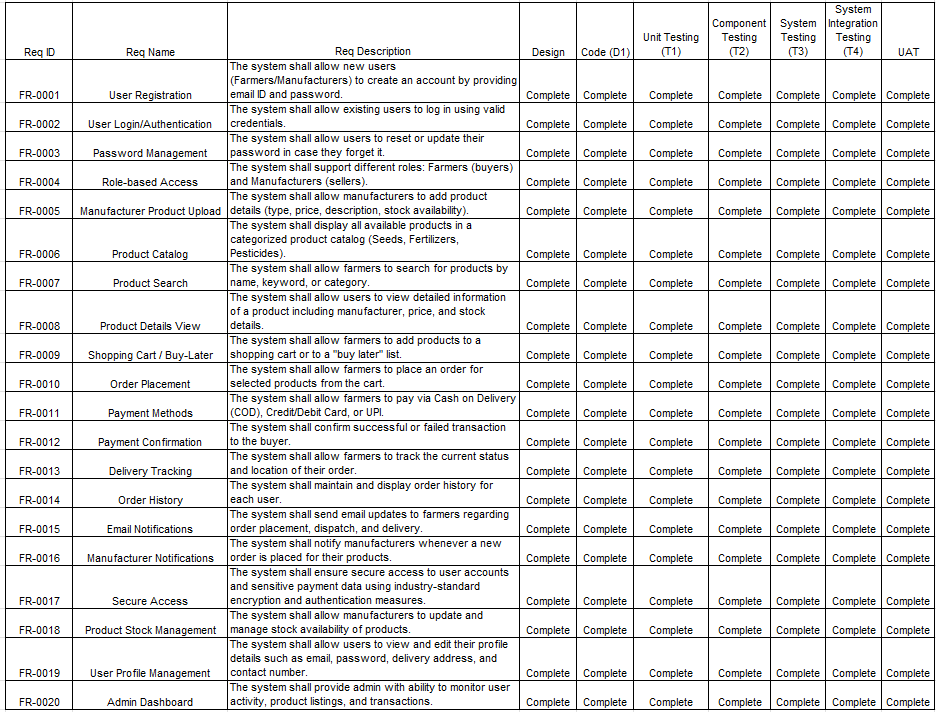 Req ID Req Name Req Description Design Code (D1) Unit Testing (T1) Component Testing (T2) System Testing (T3) System Integration Testing (T4) UAT
The system shall allow new users
(Farmers/Manufacturers) to create an account by providing
FR-0001 User Registration email ID and password. Complete Complete Complete Complete Complete Complete Complete
The system shall allow existing users to log in using valid
FR-0002 User Login/Authentication credentials. Complete Complete Complete Complete Complete Complete Complete
The system shall allow users to reset or update their
FR-0003 Password Management password in case they forget it. Complete Complete Complete Complete Complete Complete Complete
The system shall support different roles: Farmers (buyers)
FR-0004 Role-based Access and Manufacturers (sellers). Complete Complete Complete Complete Complete Complete Complete
The system shall allow manufacturers to add product
FR-0005 Manufacturer Product Upload details (type, price, description, stock availability). Complete Complete Complete Complete Complete Complete Complete
The system shall display all available products in a
categorized product catalog (Seeds, Fertilizers,
FR-0006 Product Catalog Pesticides). Complete Complete Complete Complete Complete Complete Complete
The system shall allow farmers to search for products by
FR-0007 Product Search name, keyword, or category. Complete Complete Complete Complete Complete Complete Complete
The system shall allow users to view detailed information
of a product including manufacturer, price, and stock
FR-0008 Product Details View details. Complete Complete Complete Complete Complete Complete Complete
The system shall allow farmers to add products to a
FR-0009 Shopping Cart / Buy-Later shopping cart or to a "buy later" list. Complete Complete Complete Complete Complete Complete Complete
The system shall allow farmers to place an order for
FR-0010 Order Placement selected products from the cart. Complete Complete Complete Complete Complete Complete Complete
The system shall allow farmers to pay via Cash on Delivery
FR-0011 Payment Methods (COD), Credit/Debit Card, or UPI. Complete Complete Complete Complete Complete Complete Complete
The system shall confirm successful or failed transaction
FR-0012 Payment Confirmation to the buyer. Complete Complete Complete Complete Complete Complete Complete
The system shall allow farmers to track the current status
FR-0013 Delivery Tracking and location of their order. Complete Complete Complete Complete Complete Complete Complete
The system shall maintain and display order history for
FR-0014 Order History each user. Complete Complete Complete Complete Complete Complete Complete
The system shall send email updates to farmers regarding
FR-0015 Email Notifications order placement, dispatch, and delivery. Complete Complete Complete Complete Complete Complete Complete
The system shall notify manufacturers whenever a new
FR-0016 Manufacturer Notifications order is placed for their products. Complete Complete Complete Complete Complete Complete Complete
The system shall ensure secure access to user accounts
and sensitive payment data using industry-standard
FR-0017 Secure Access encryption and authentication measures. Complete Complete Complete Complete Complete Complete Complete
The system shall allow manufacturers to update and
FR-0018 Product Stock Management manage stock availability of products. Complete Complete Complete Complete Complete Complete Complete
The system shall allow users to view and edit their profile
details such as email, password, delivery address, and
FR-0019 User Profile Management contact number. Complete Complete Complete Complete Complete Complete Complete
The system shall provide admin with ability to monitor user
FR-0020 Admin Dashboard activity, product listings, and transactions. Complete Complete Complete Complete Complete Complete Complete